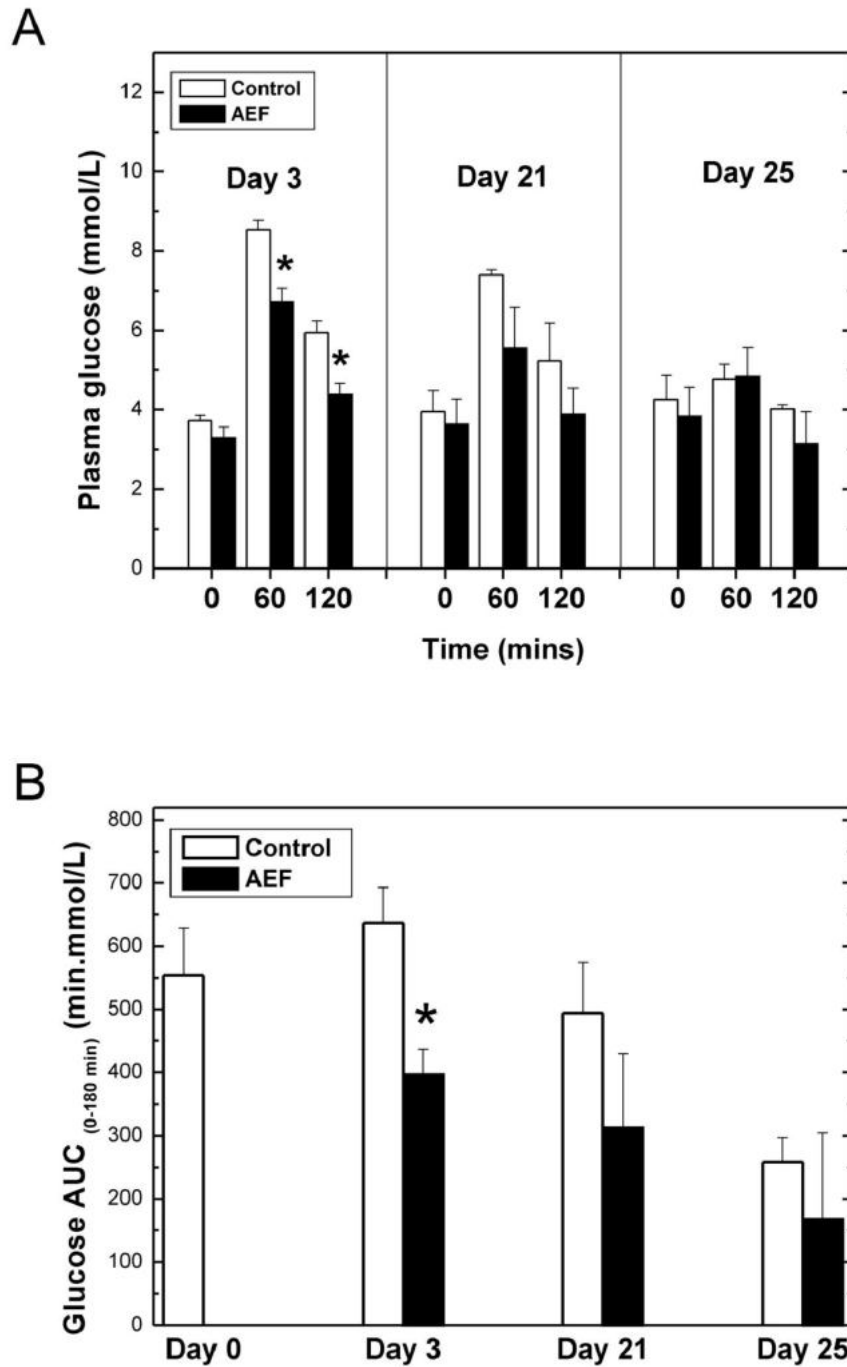 A
Control
AEF
Day 3
Day 21
Day 25
*
*
Plasma glucose (mmol/L)
12
10
8
6
4
2
0
0 60 120 0 60 120 0 60 120
Time (mins)
B
Control
AEF
*
Glucose AUC (0-180 min) (min.mmol/L)
800
700
600
500
400
300
200
100
0
Day 0 Day 3 Day 21 Day 25